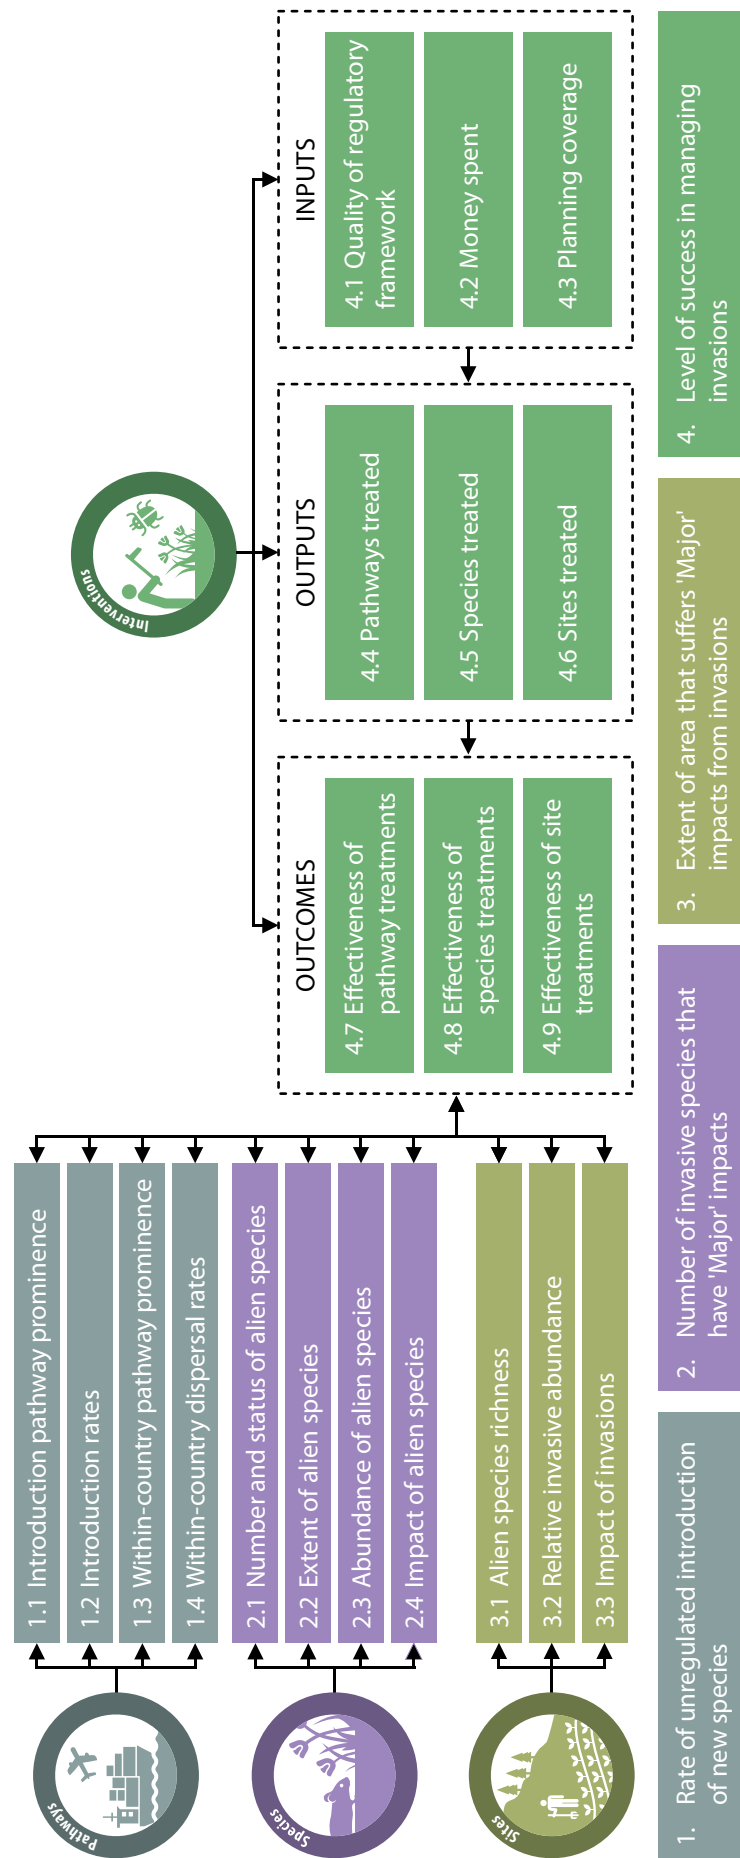 Pathways
1.1 Introduction pathway prominence
1.2 Introduction rates
1.3 Within-country pathway prominence
1.4 Within-country dispersal rates
Species
2.1 Number and status of alien species
2.2 Extent of alien species
2.3 Abundance of alien species
2.4 Impact of alien species
Sites
3.1 Alien species richness
3.2 Relative invasive abundance
3.3 Impact of invasions
Interventions
OUTCOMES
4.7 Effectiveness of
pathway treatments
4.8 Effectiveness of
species treatments
4.9 Effectiveness of site
treatments
OUTPUTS
4.4 Pathways treated
4.5 Species treated
4.6 Sites treated
INPUTS
4.1 Quality of regulatory
framework
4.2 Money spent
4.3 Planning coverage
1. Rate of unregulated introduction
of new species
2. Number of invasive species that
have 'Major' impacts
3. Extent of area that suffers 'Major'
impacts from invasions
4. Level of success in managing
invasions